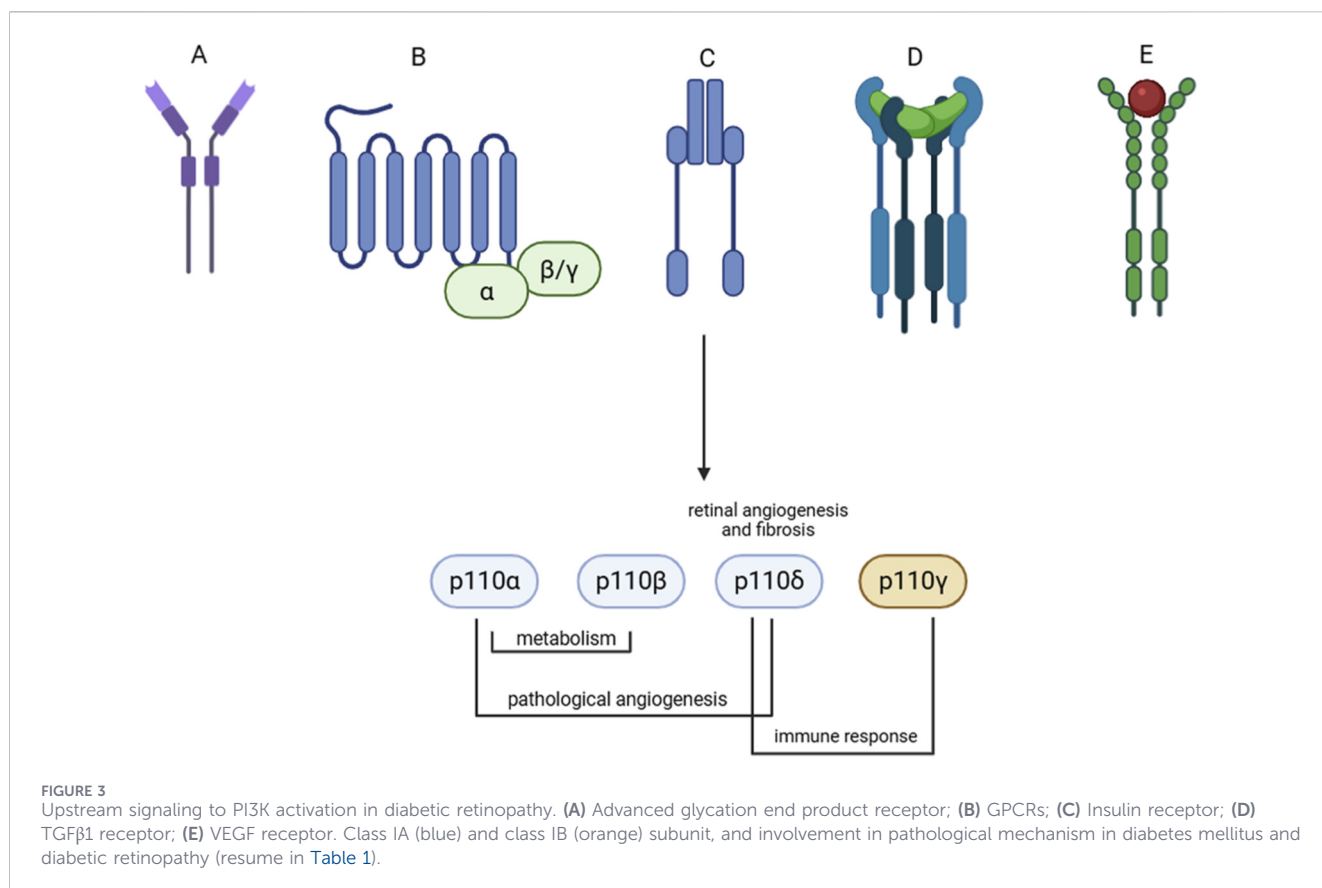 A
B
C
D
E
α
β/γ
retinal angiogenesis
and fibrosis
p110α
p110β
p110δ
p110γ
metabolism
pathological angiogenesis
immune response
FIGURE 3
Upstream signaling to PI3K activation in diabetic retinopathy. (A) Advanced glycation end product receptor; (B) GPCRs; (C) Insulin receptor; (D)
TGFβ1 receptor; (E) VEGF receptor. Class IA (blue) and class IB (orange) subunit, and involvement in pathological mechanism in diabetes mellitus and
diabetic retinopathy (resume in Table 1).